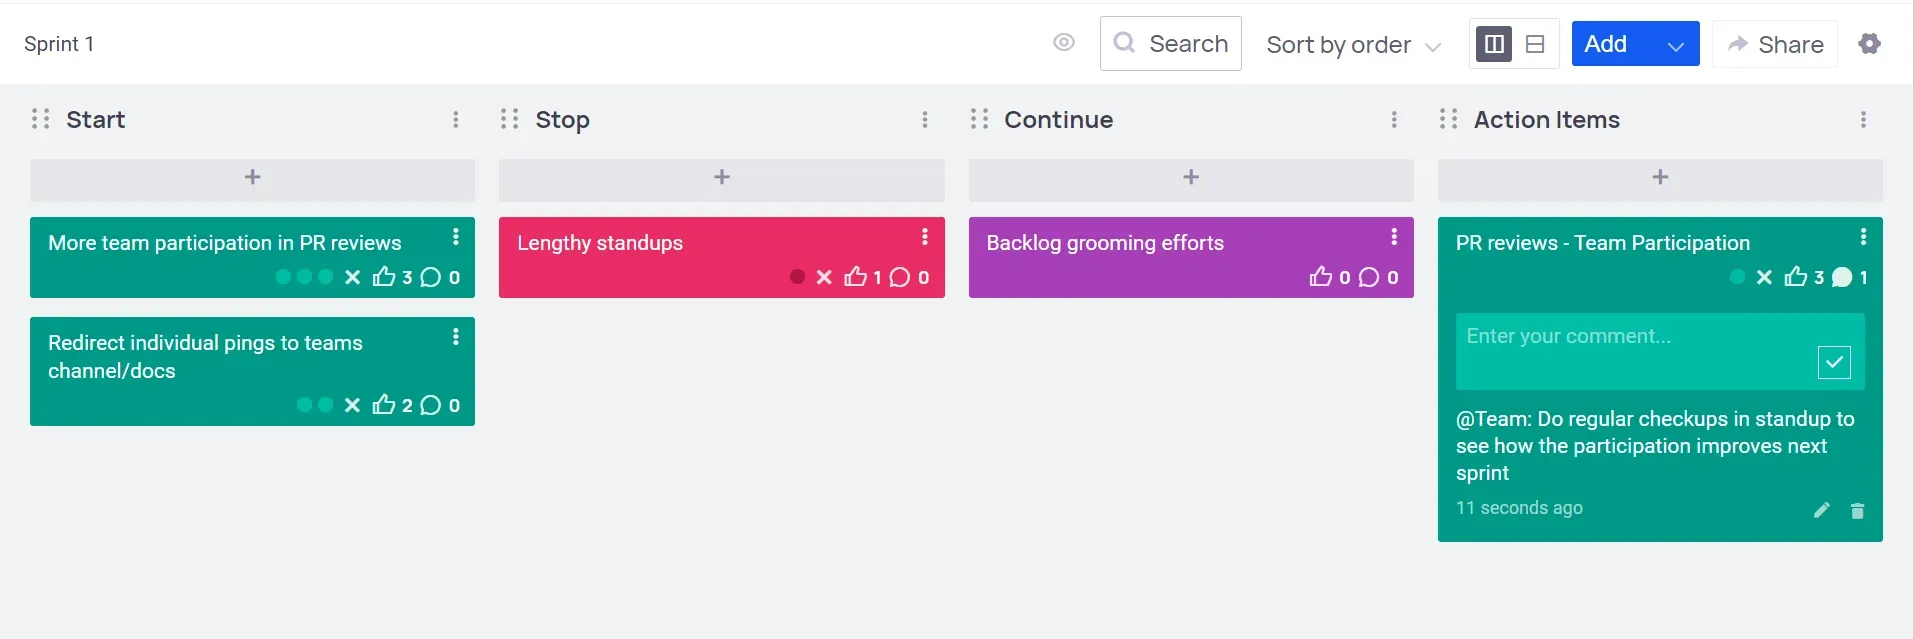 Sprint 1
Search
Sort by order
Add
Share
Start
Stop
Continue
Action Items
+
+
+
+
More team participation in PR reviews
3 0
Redirect individual pings to teams
channel/docs
2 0
Lengthy standups
1 0
Backlog grooming efforts
0 0
PR reviews - Team Participation
3 1
Enter your comment...
@Team: Do regular checkups in standup to
see how the participation improves next
sprint
11 seconds ago